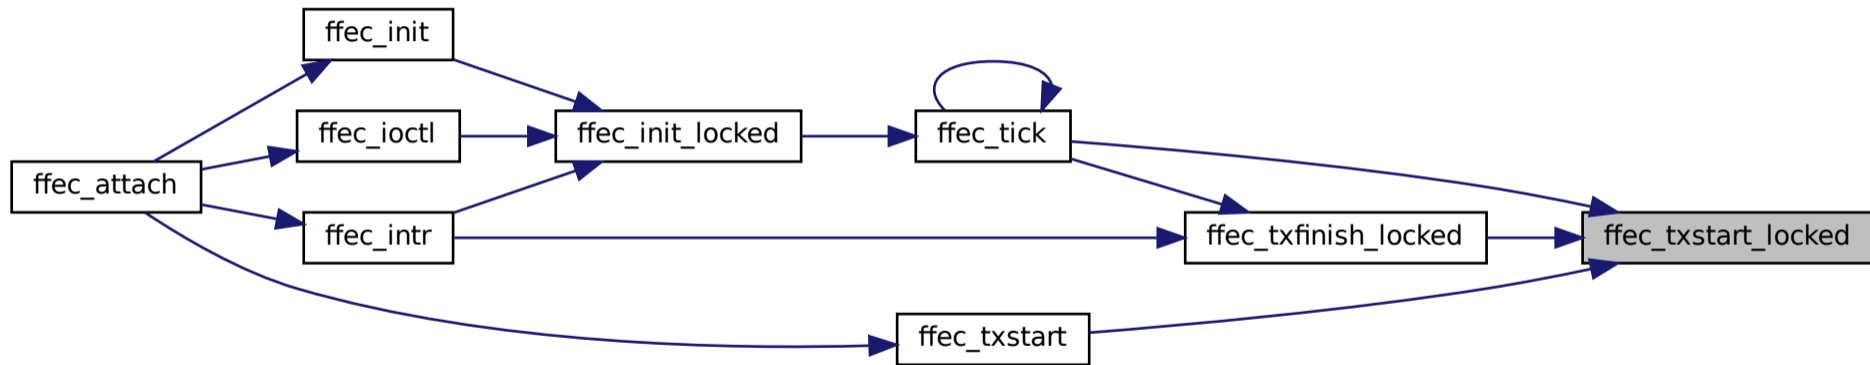 ffec_init
ffec_ioctl
ffec_init_locked
ffec_tick
ffec_attach
ffec_intr
ffec_txfinish_locked
ffec_txstart_locked
ffec_txstart